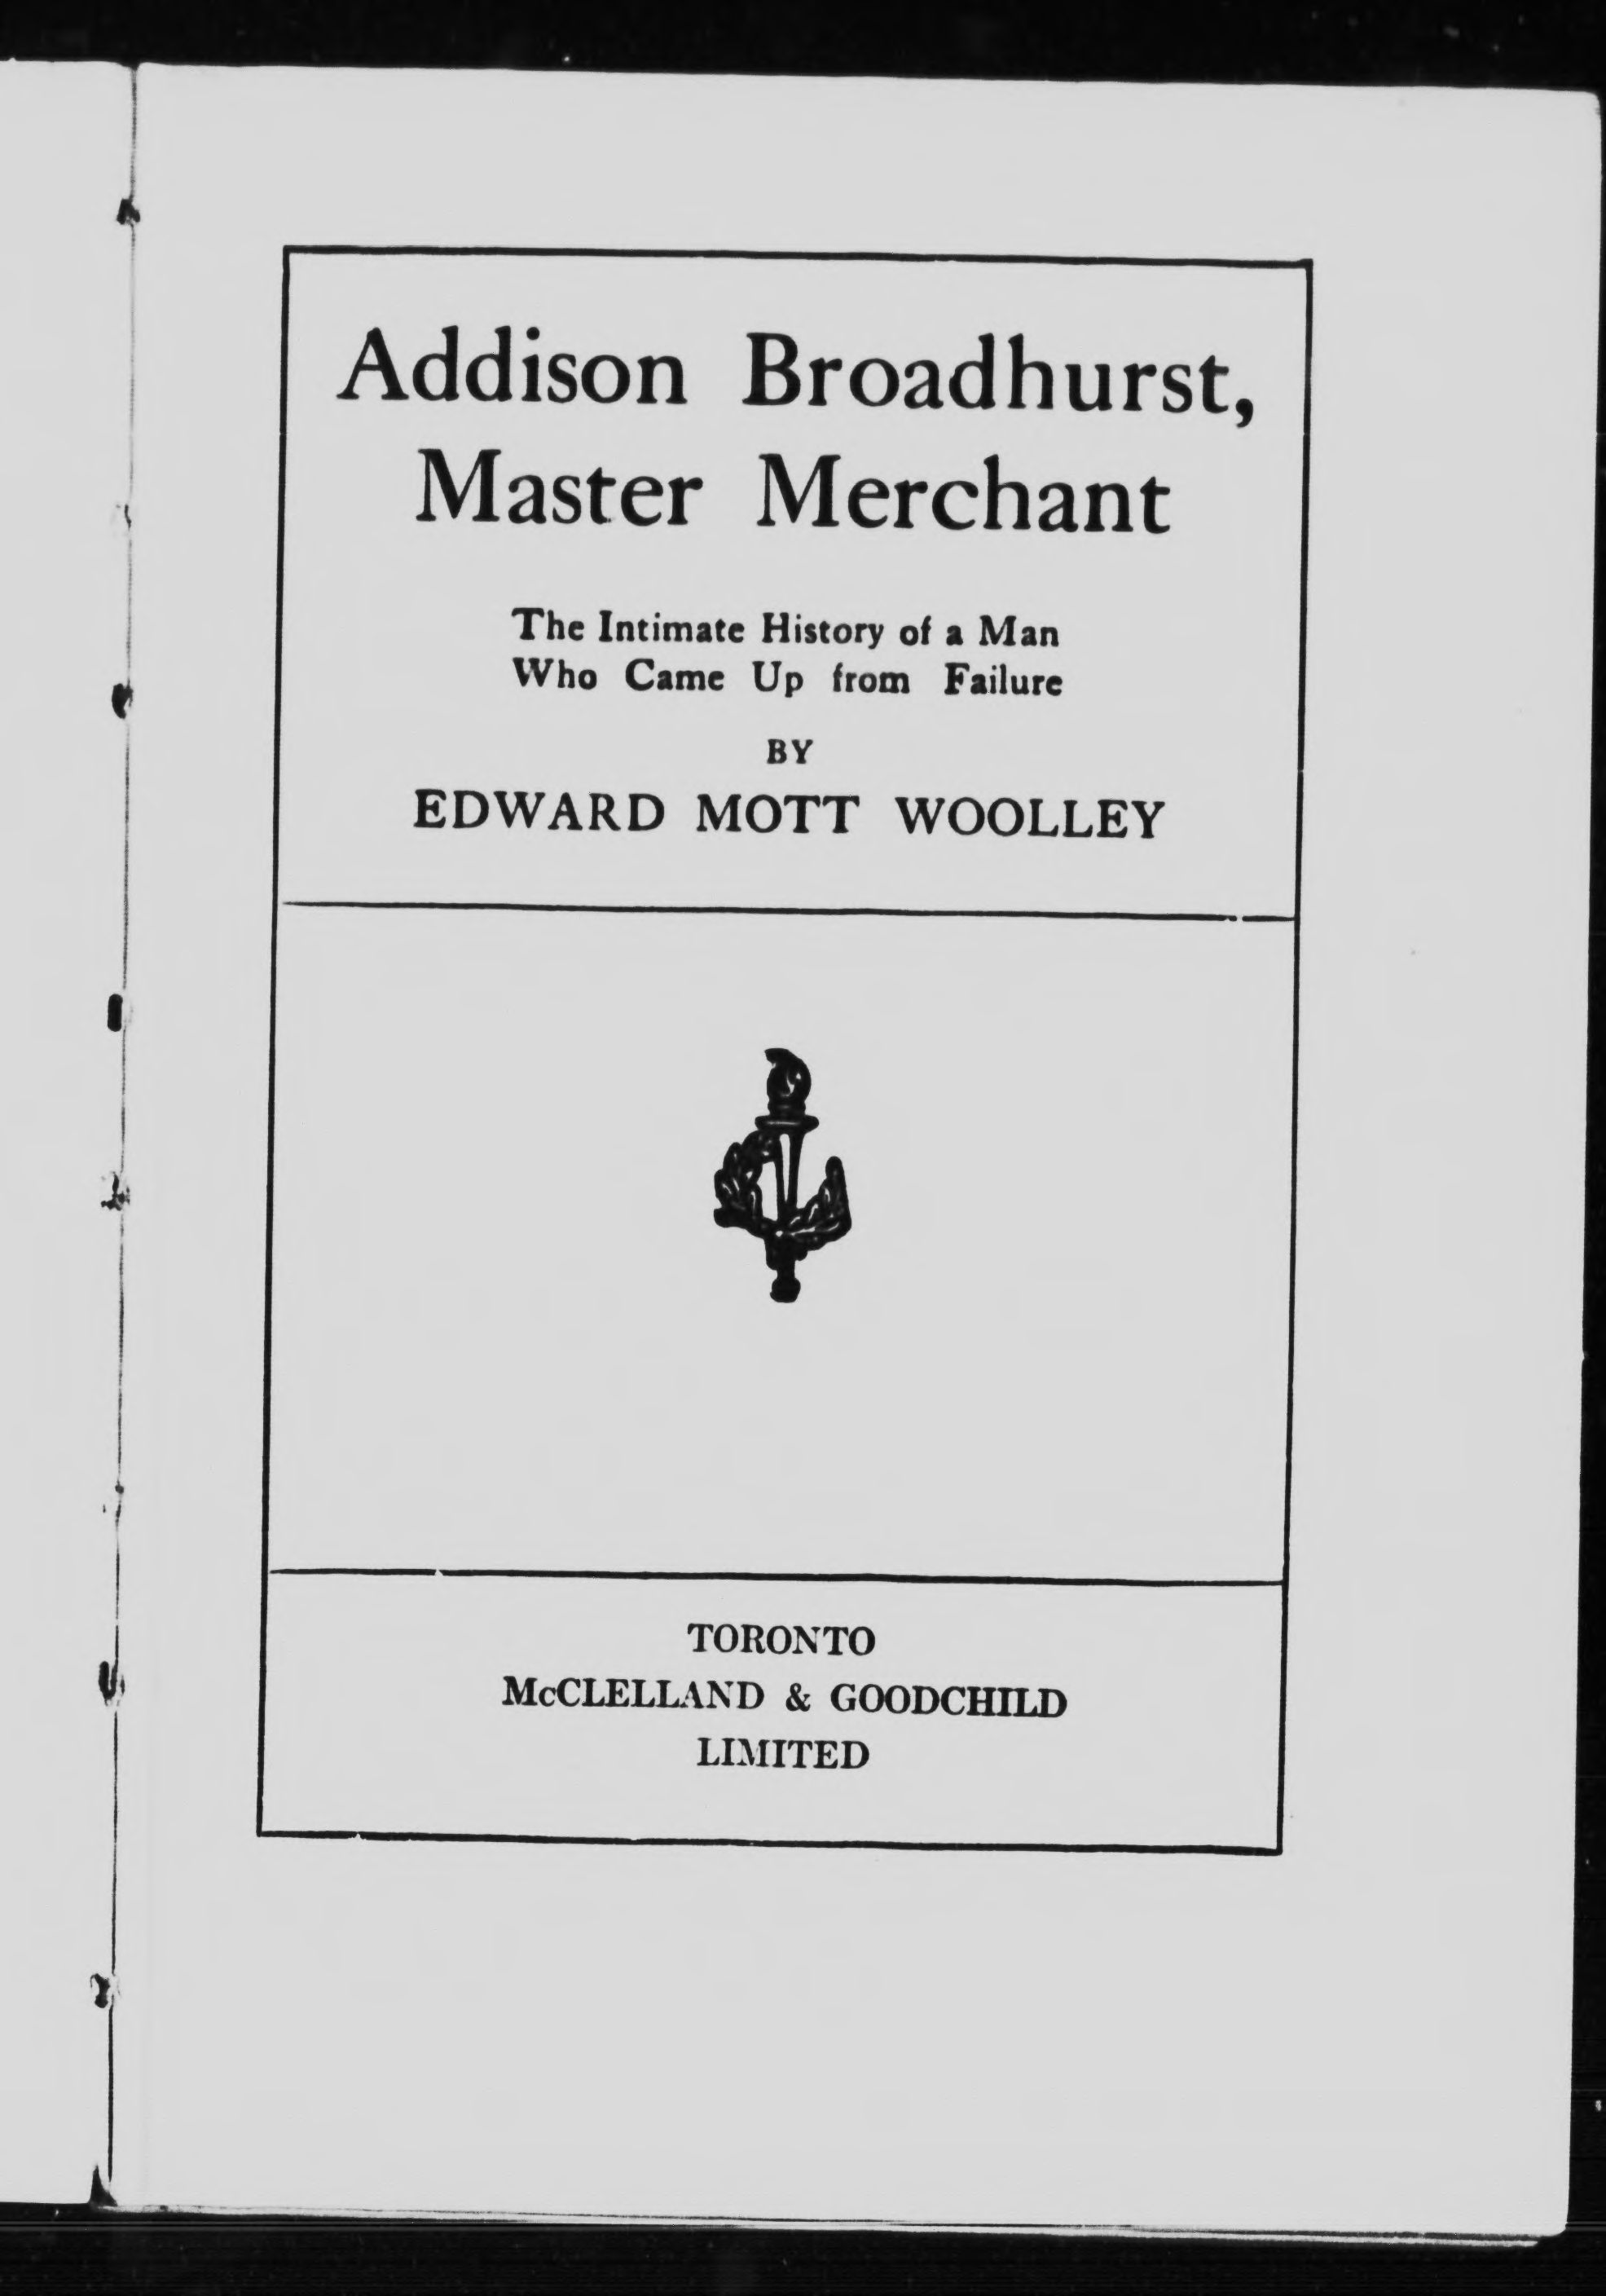 Addison Broadhurst,
Master Merchant
The Intimate History of a Man
Who Came Up from Failure
BY
EDWARD MOTT WOOLLEY
TORONTO
McCLELLAND & GOODCHILD
LIMITED